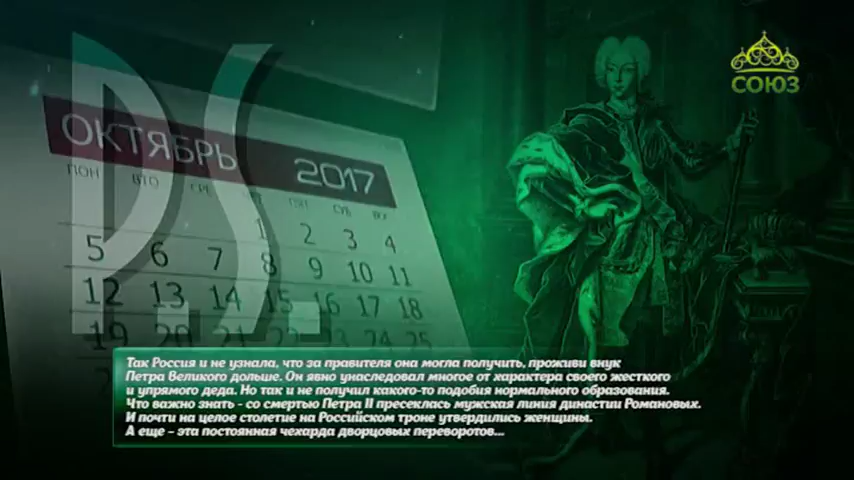 СОЮЗ
P.S.
ОКТЯБРЬ 2017
ПОН ВТО СРЕ ПЯТ СУБ ВС
1 2 3 4
5 6 7 8 9 10 11
12 13 14 15 16 17 18
19 20 21 22 23 24 25
Так Россия и не узнала, что за правителя она могла получить, проживи внук
Петра Великого дольше. Он явно унаследовал многое от характера своего жесткого
и упрямого деда. Но так и не получил какого-то подобия нормального образования.
Что важно знать - со смертью Петра II пресеклась мужская линия династии Романовых.
И почти на целое столетие на Российском троне утвердились женщины.
А еще - эта постоянная чехарда дворцовых переворотов...